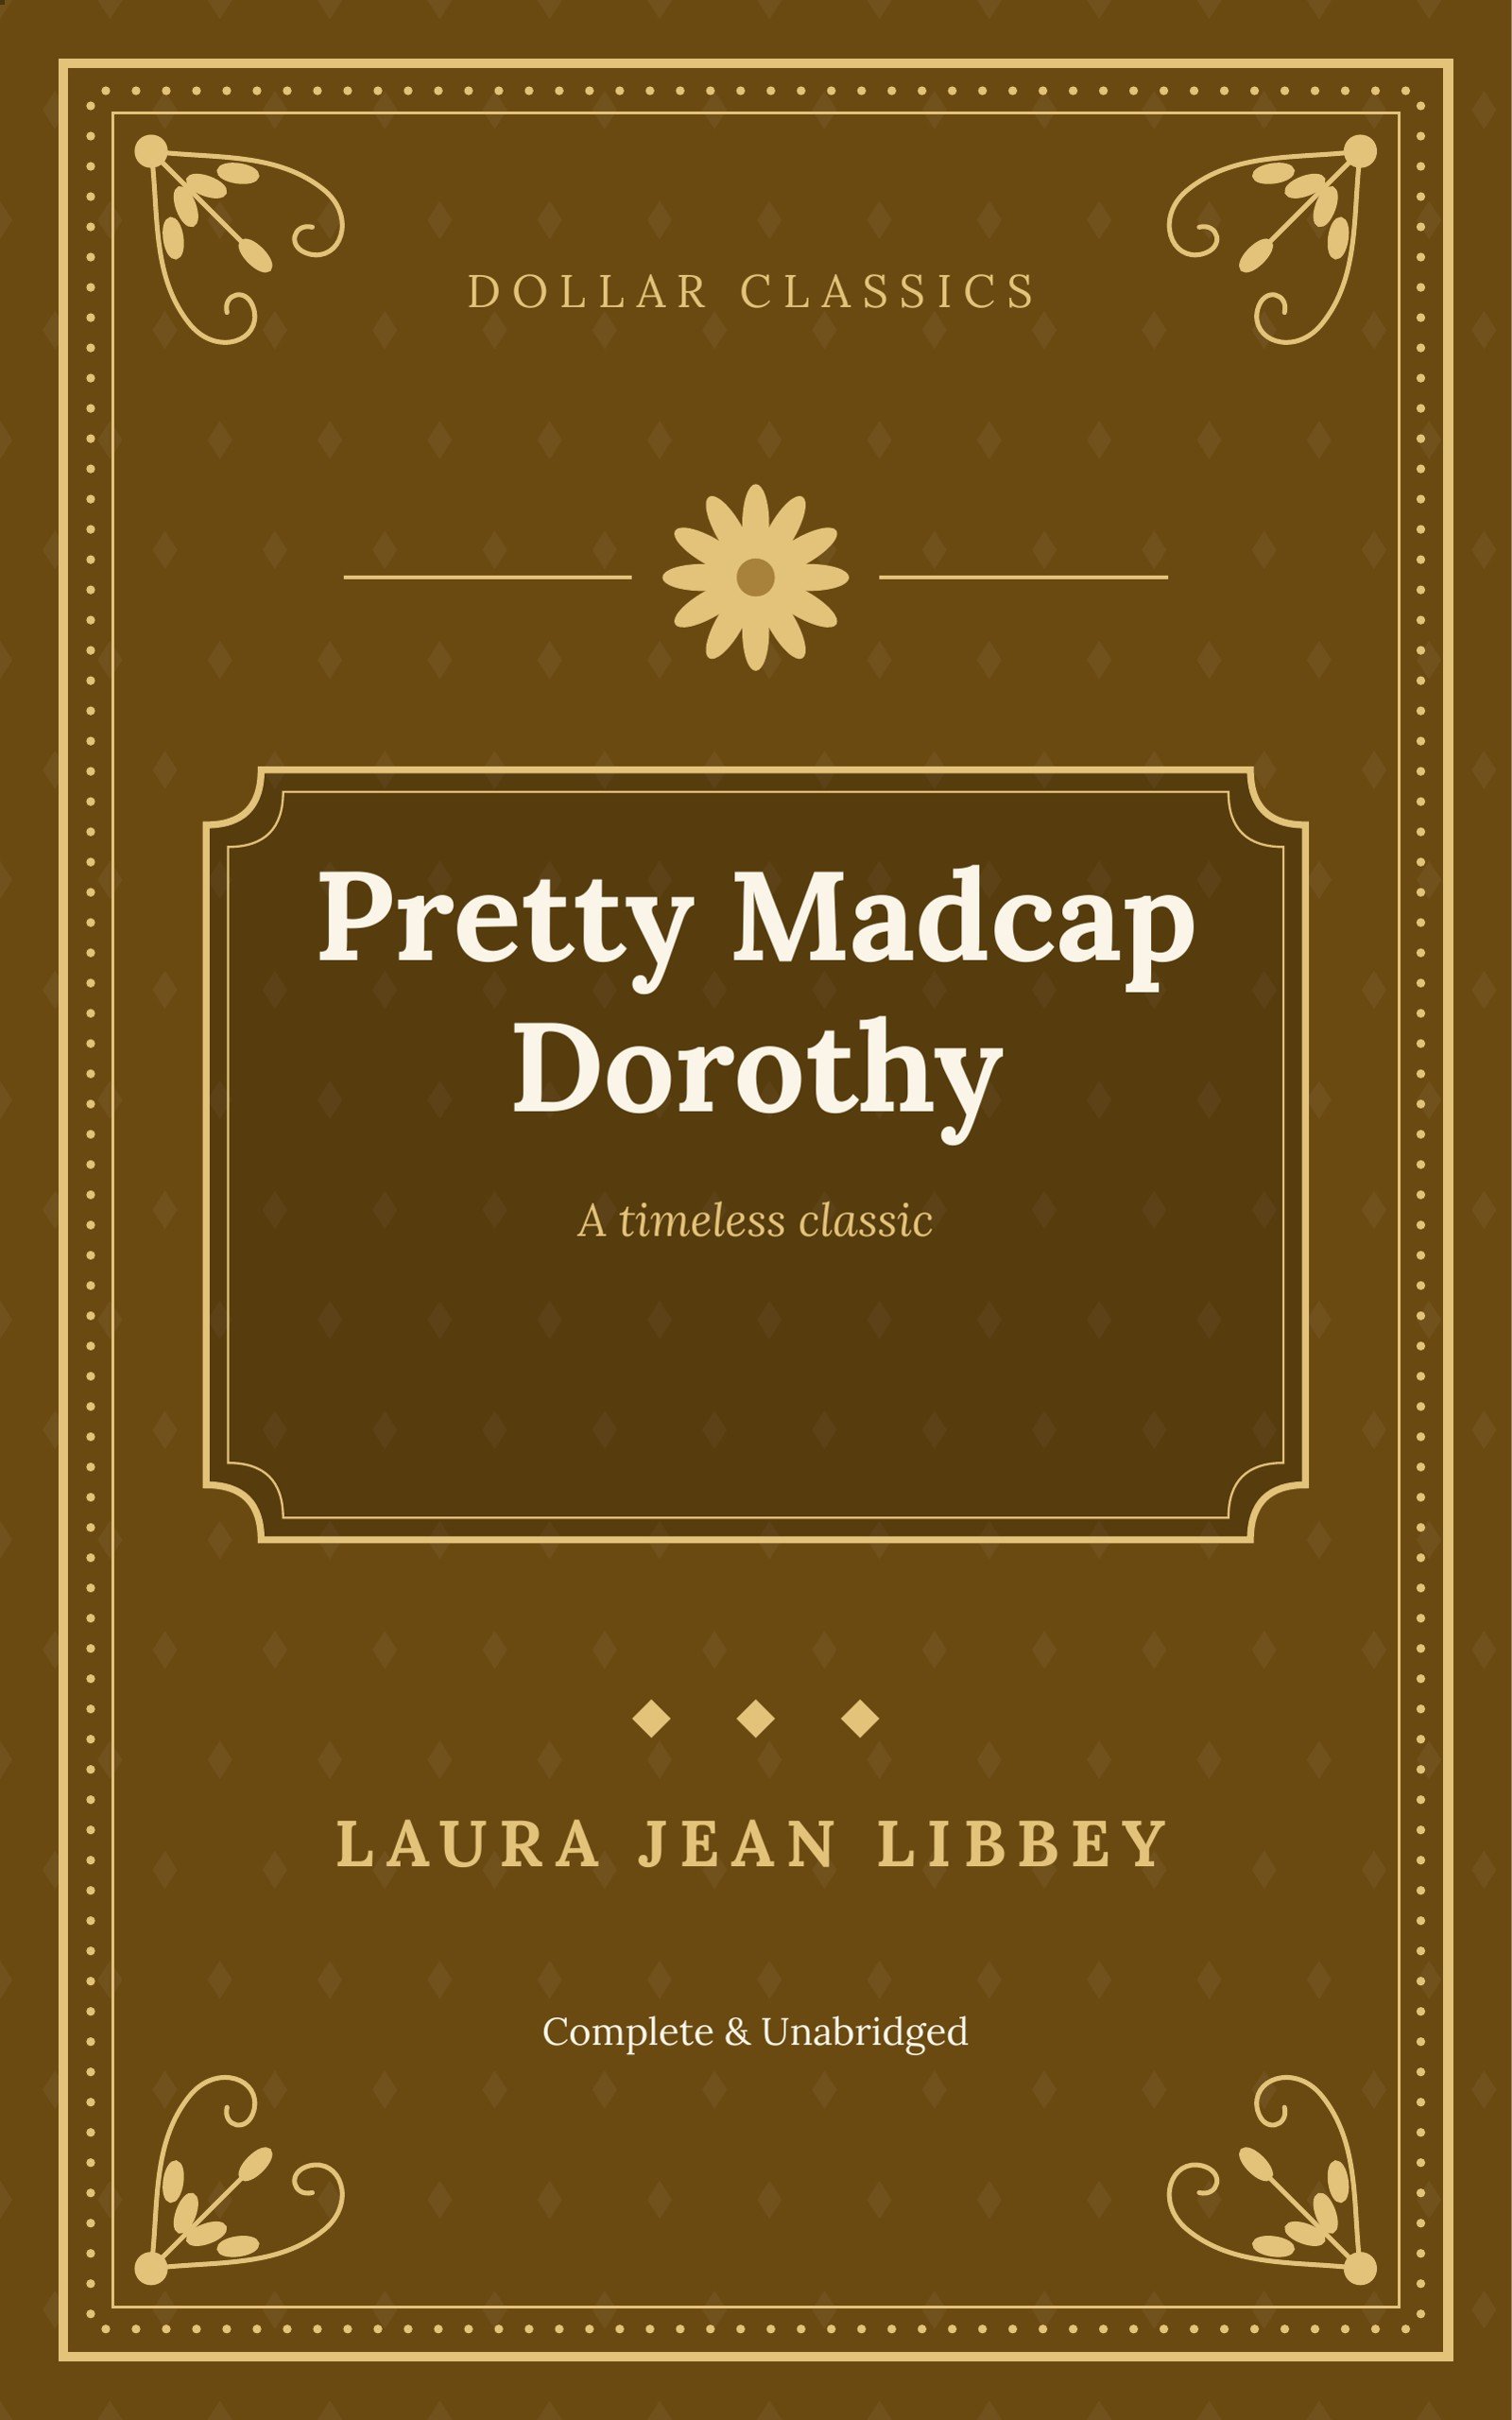 DOLLAR CLASSICS
Pretty Madcap
Dorothy
A timeless classic
LAURA JEAN LIBBEY
Complete & Unabridged